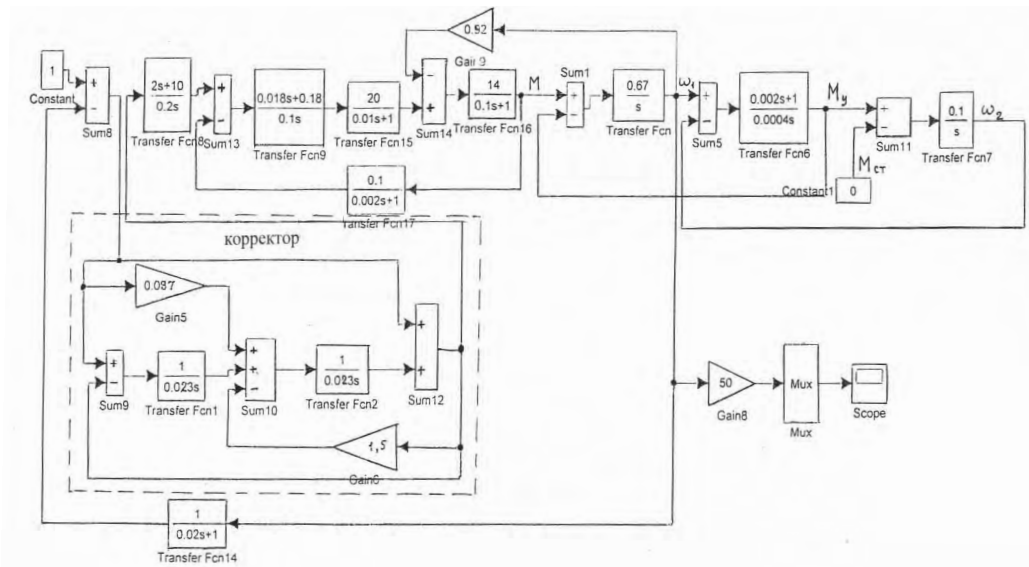 0.52
Gain 9
1
Constant
+
−
Sum8
2s+10
0.2s
Transfer Fcn8
+
−
Sum13
0.018s+0.18
0.1s
Transfer Fcn9
20
0.01s+1
Transfer Fcn15
−
+
Sum14
14
0.1s+1
Transfer Fcn16
M
Sum1
+
−
0.67
s
Transfer Fcn
ω1
+
−
Sum5
0.002s+1
0.0004s
Transfer Fcn6
Mу
+
−
Sum11
0.1
s
Transfer Fcn7
ω2
Mст
Constant1
0
0.1
0.002s+1
Transfer Fcn17
корректор
0.037
Gain5
+
−
Sum9
1
0.023s
Transfer Fcn1
+
+
−
Sum10
1
0.023s
Transfer Fcn2
+
+
Sum12
1,5
Gain6
50
Gain8
Mux
Mux
Scope
1
0.02s+1
Transfer Fcn14